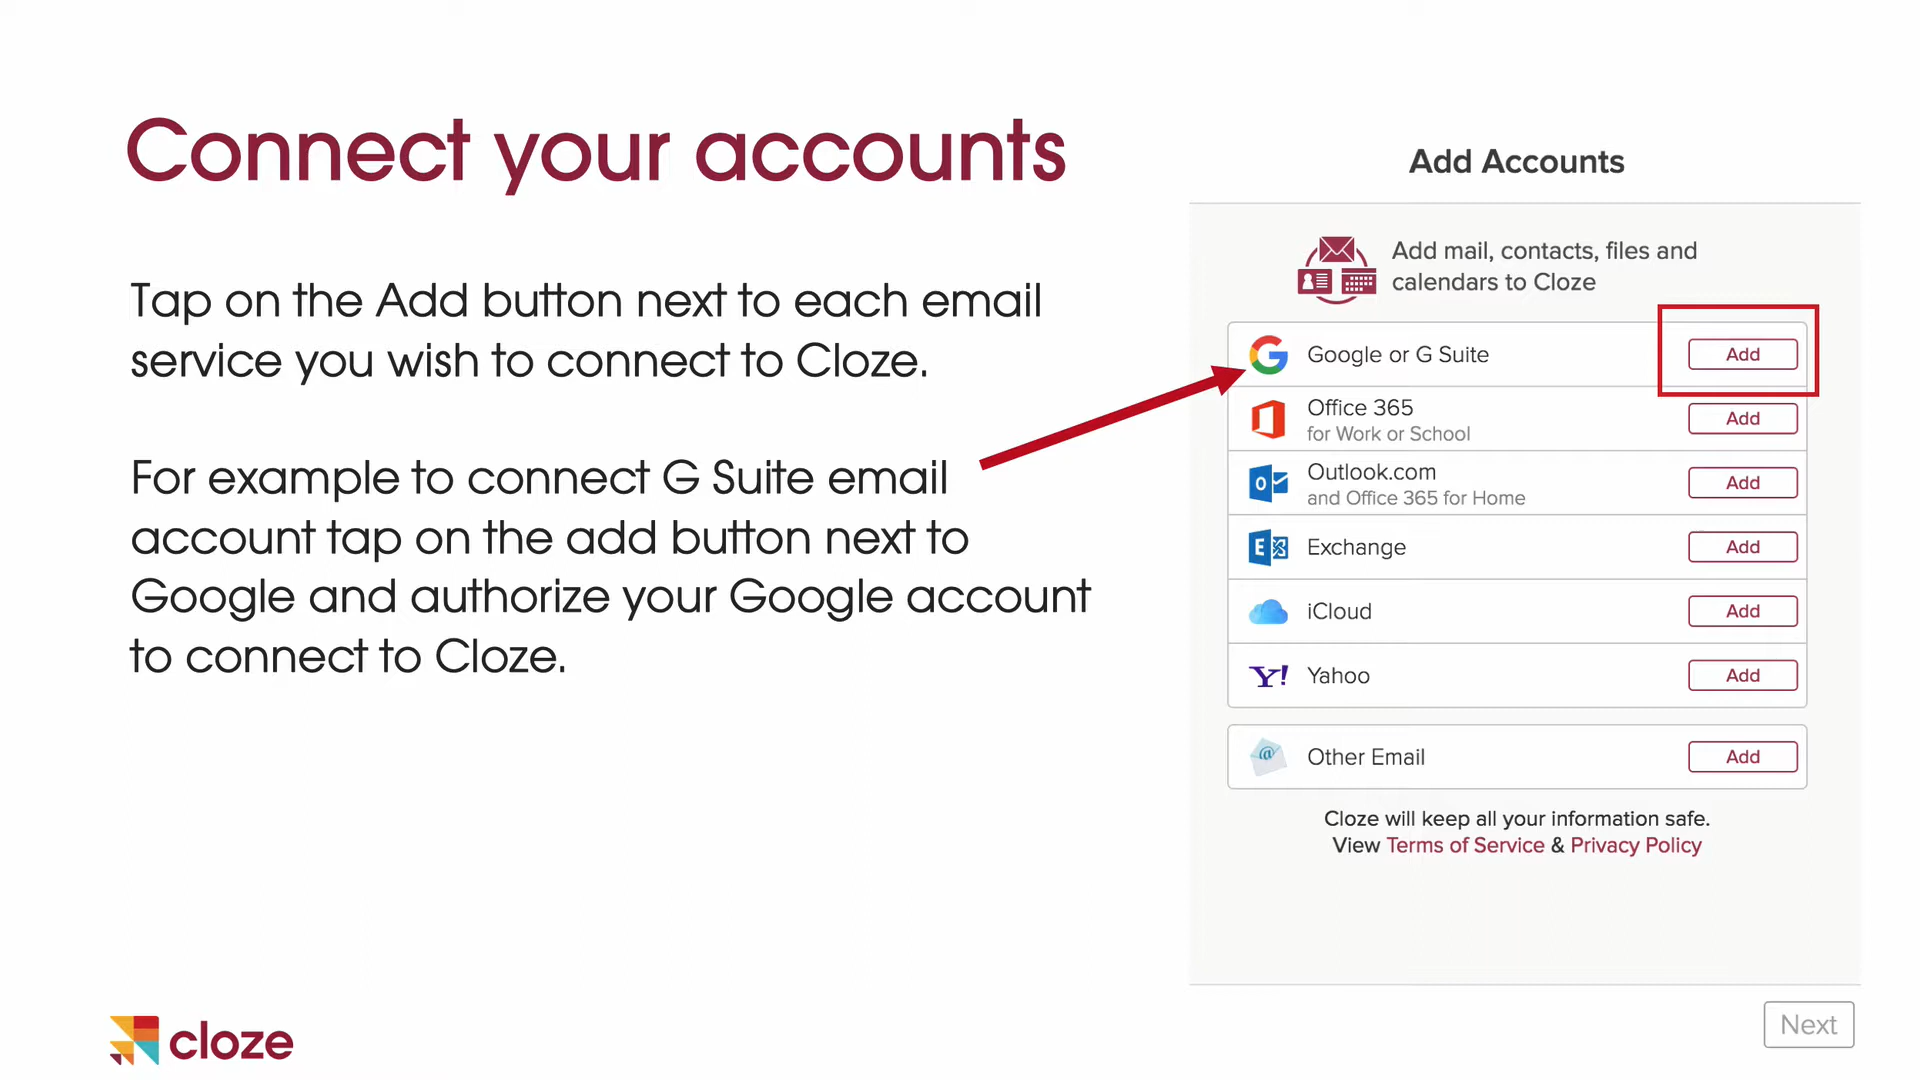 Connect your accounts
Tap on the Add button next to each email
service you wish to connect to Cloze.
For example to connect G Suite email
account tap on the add button next to
Google and authorize your Google account
to connect to Cloze.
cloze
Add Accounts
Add mail, contacts, files and
calendars to Cloze
Google or G Suite Add
Office 365
for Work or School Add
Outlook.com
and Office 365 for Home Add
Exchange Add
iCloud Add
Yahoo Add
Other Email Add
Cloze will keep all your information safe.
View Terms of Service & Privacy Policy
Next